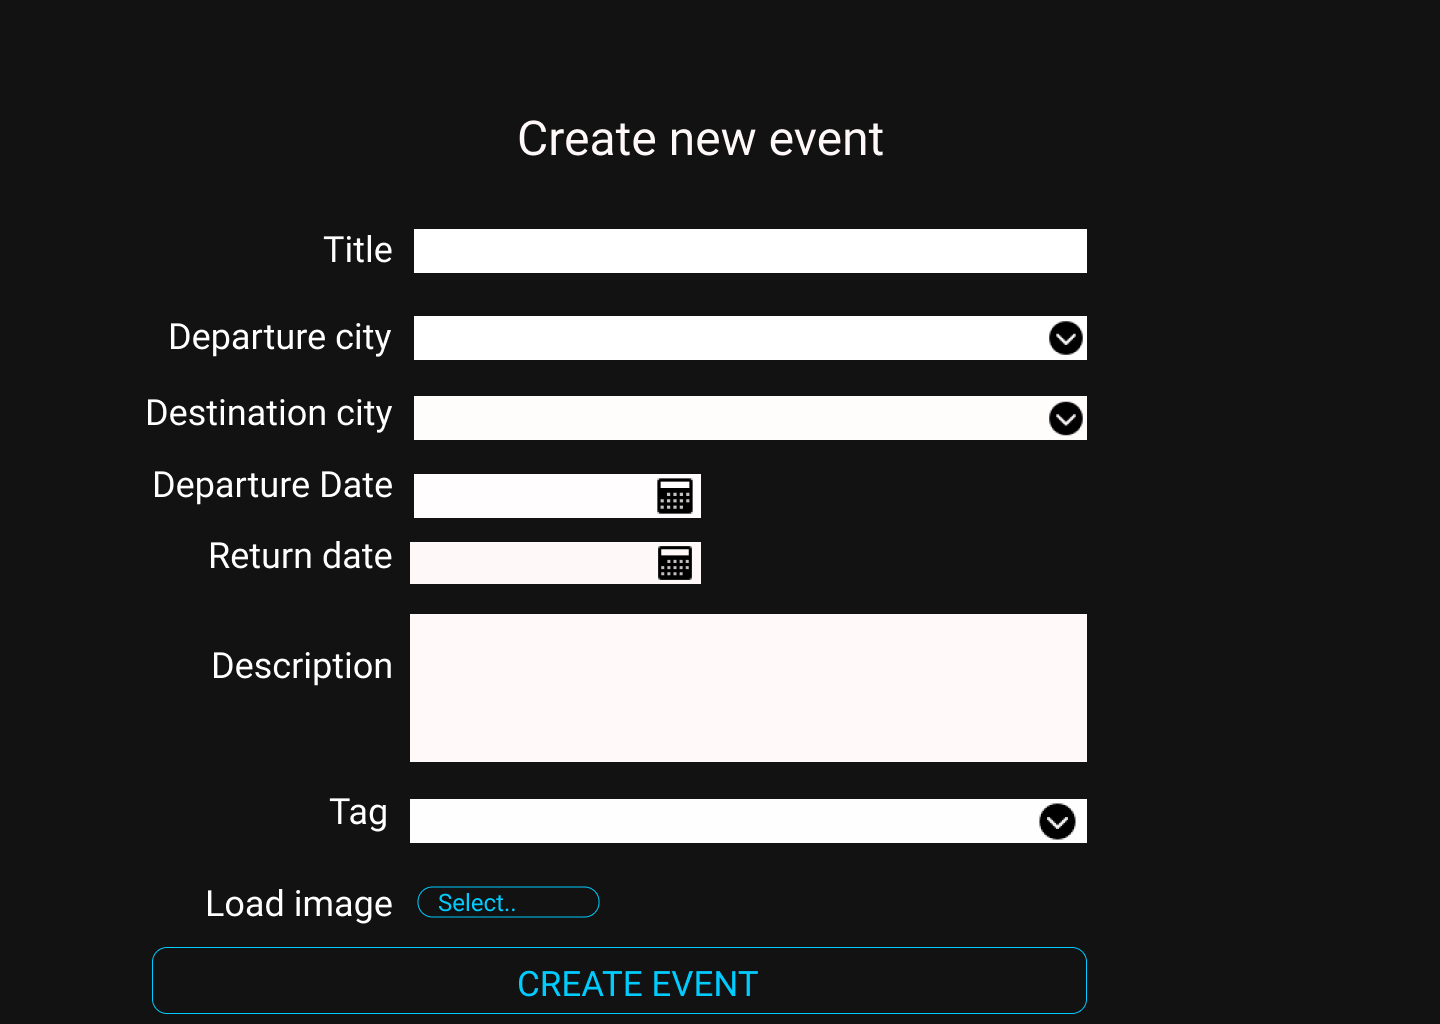 Create new event
Title
Departure city
Destination city
Departure Date
Return date
Description
Tag
Load image
Select..
CREATE EVENT